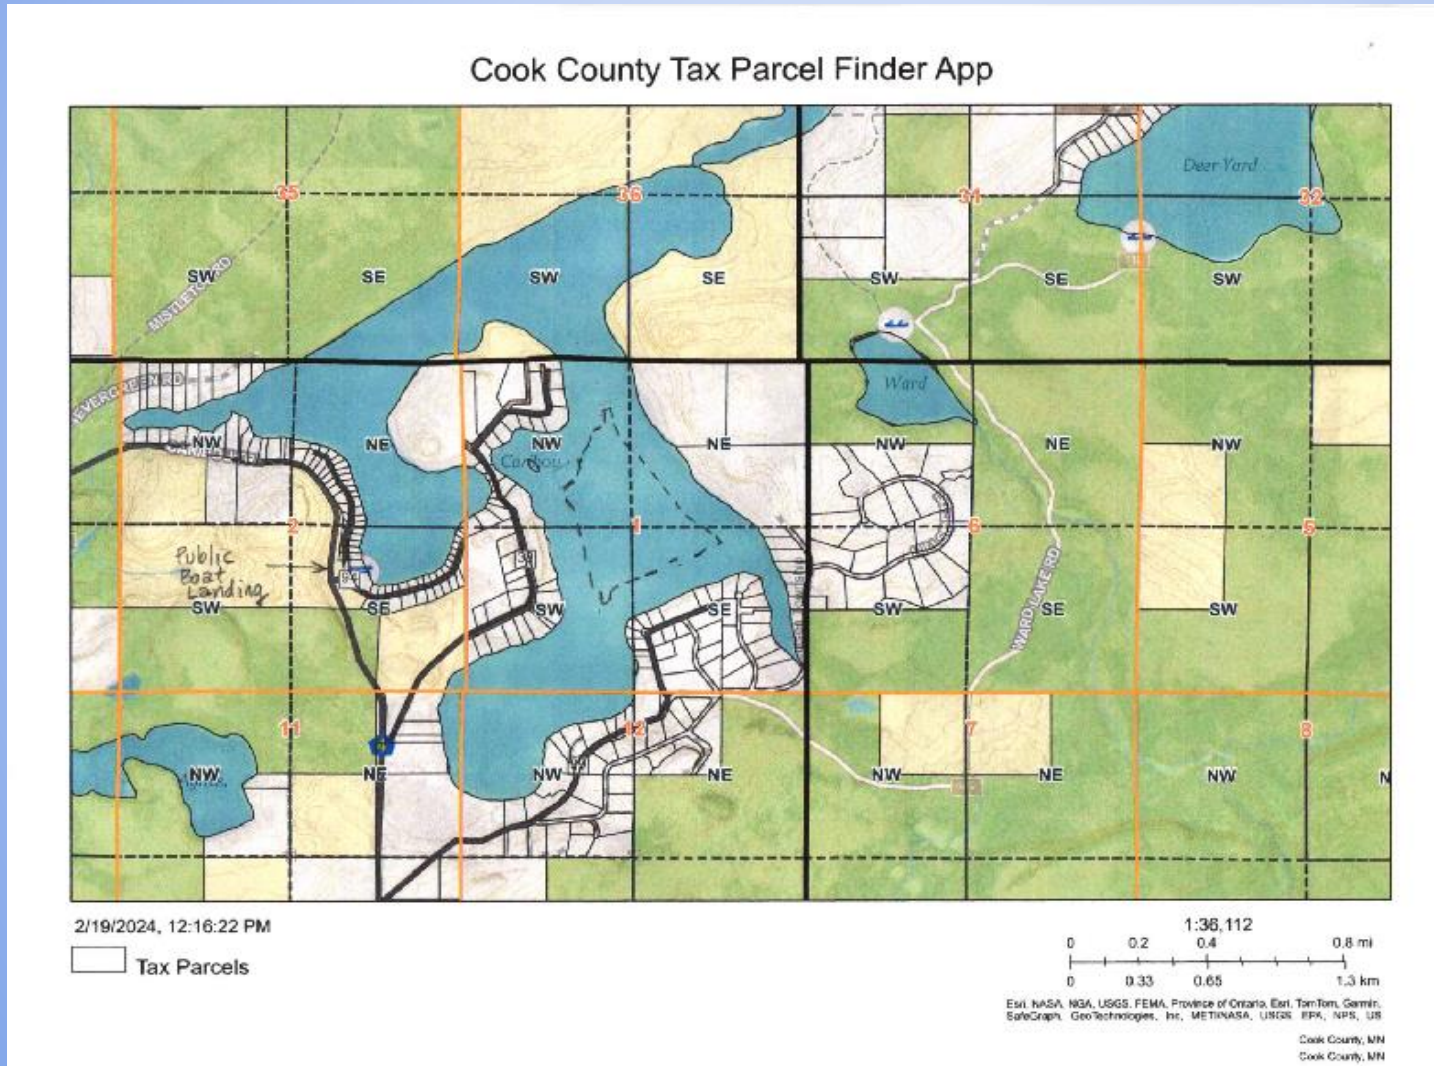 Cook County Tax Parcel Finder App
Deer Yard
35
36
31
32
SW
SE
SW
SE
SW
SE
SW
MISTLETOE RD
EVERGREEN RD
Ward
NW
NE
NW
NE
NW
NE
NW
Caribou
2
1
6
5
Public
Boat
Landing
SW
SE
SW
SE
SW
SE
SW
WARD LAKE RD
11
12
7
8
NW
NE
NW
NE
NW
NE
NW
N
2/19/2024, 12:16:22 PM
Tax Parcels
1:36,112
0 0.2 0.4 0.8 mi
0 0.33 0.65 1.3 km
Esri, NASA, NGA, USGS, FEMA, Province of Ontario, Esri, TomTom, Garmin,
SafeGraph, GeoTechnologies, Inc, METI/NASA, USGS, EPA, NPS, US
Cook County, MN
Cook County, MN